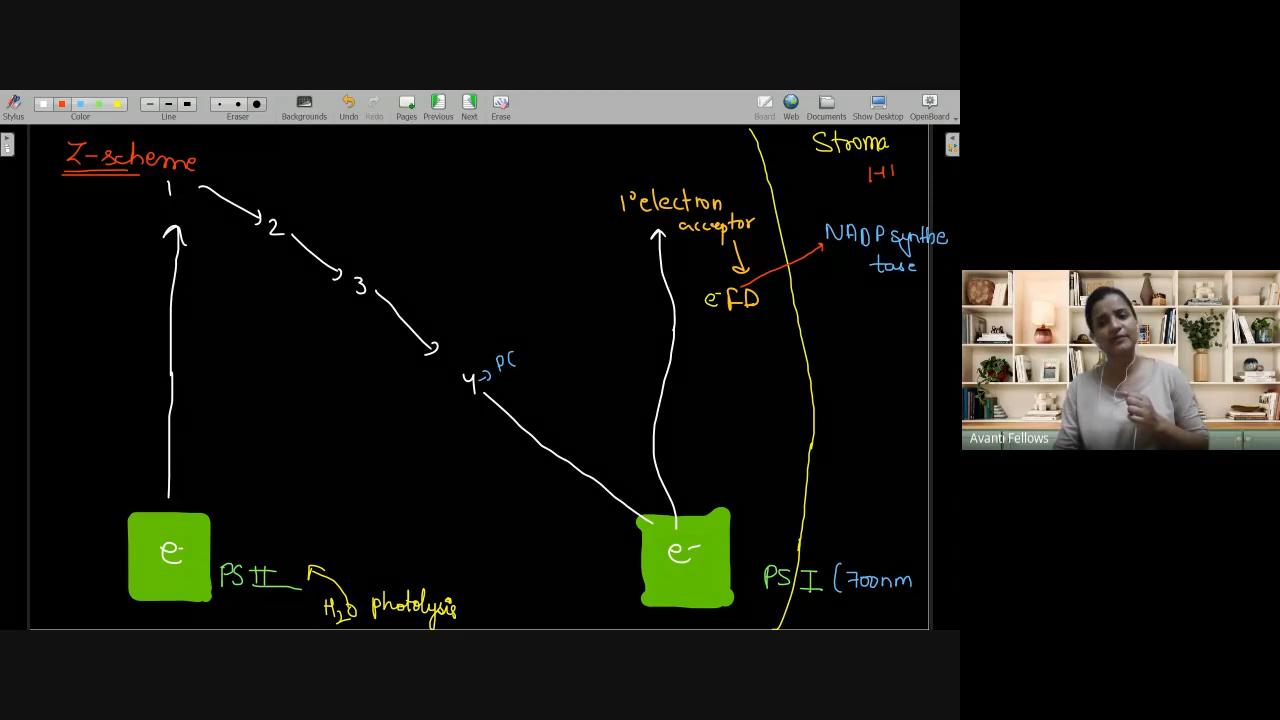 Stylus
Color
Line
Eraser
Backgrounds
Undo
Redo
Pages
Previous
Next
Erase
Board
Web
Documents
Show Desktop
OpenBoard
Z-scheme
1
2
3
4 → PC
1° electron
acceptor
e- FD
Stroma
NADP synthe
tase
e-
PS II
H2O photolysis
e-
PS I (700nm
Avanti Fellows